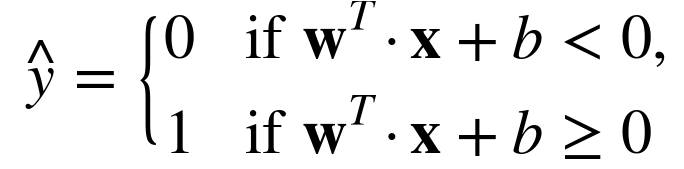 ŷ = { 0 if wᵀ · x + b < 0,
1 if wᵀ · x + b ≥ 0